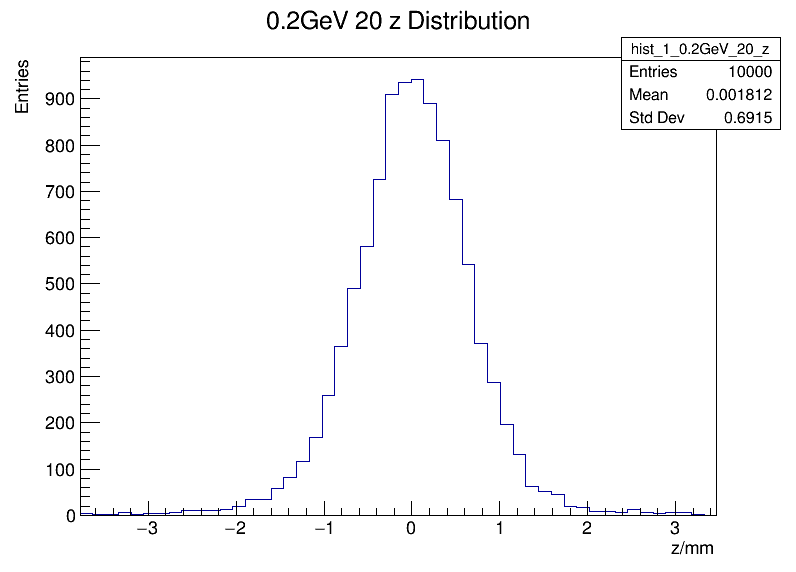 0.2GeV 20 z Distribution
hist_1_0.2GeV_20_z
Entries 10000
Mean 0.001812
Std Dev 0.6915
Entries
900
800
700
600
500
400
300
200
100
0
−3 −2 −1 0 1 2 3
z/mm